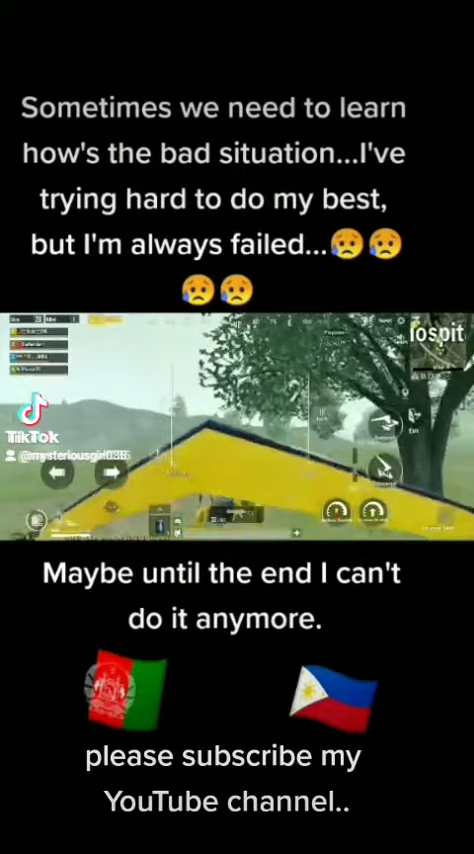 Sometimes we need to learn
how's the bad situation...I've
trying hard to do my best,
but I'm always failed...😥😥
😥😥
lospit
TikTok
Maybe until the end I can't
do it anymore.
🇦🇫 🇵🇭
please subscribe my
YouTube channel..